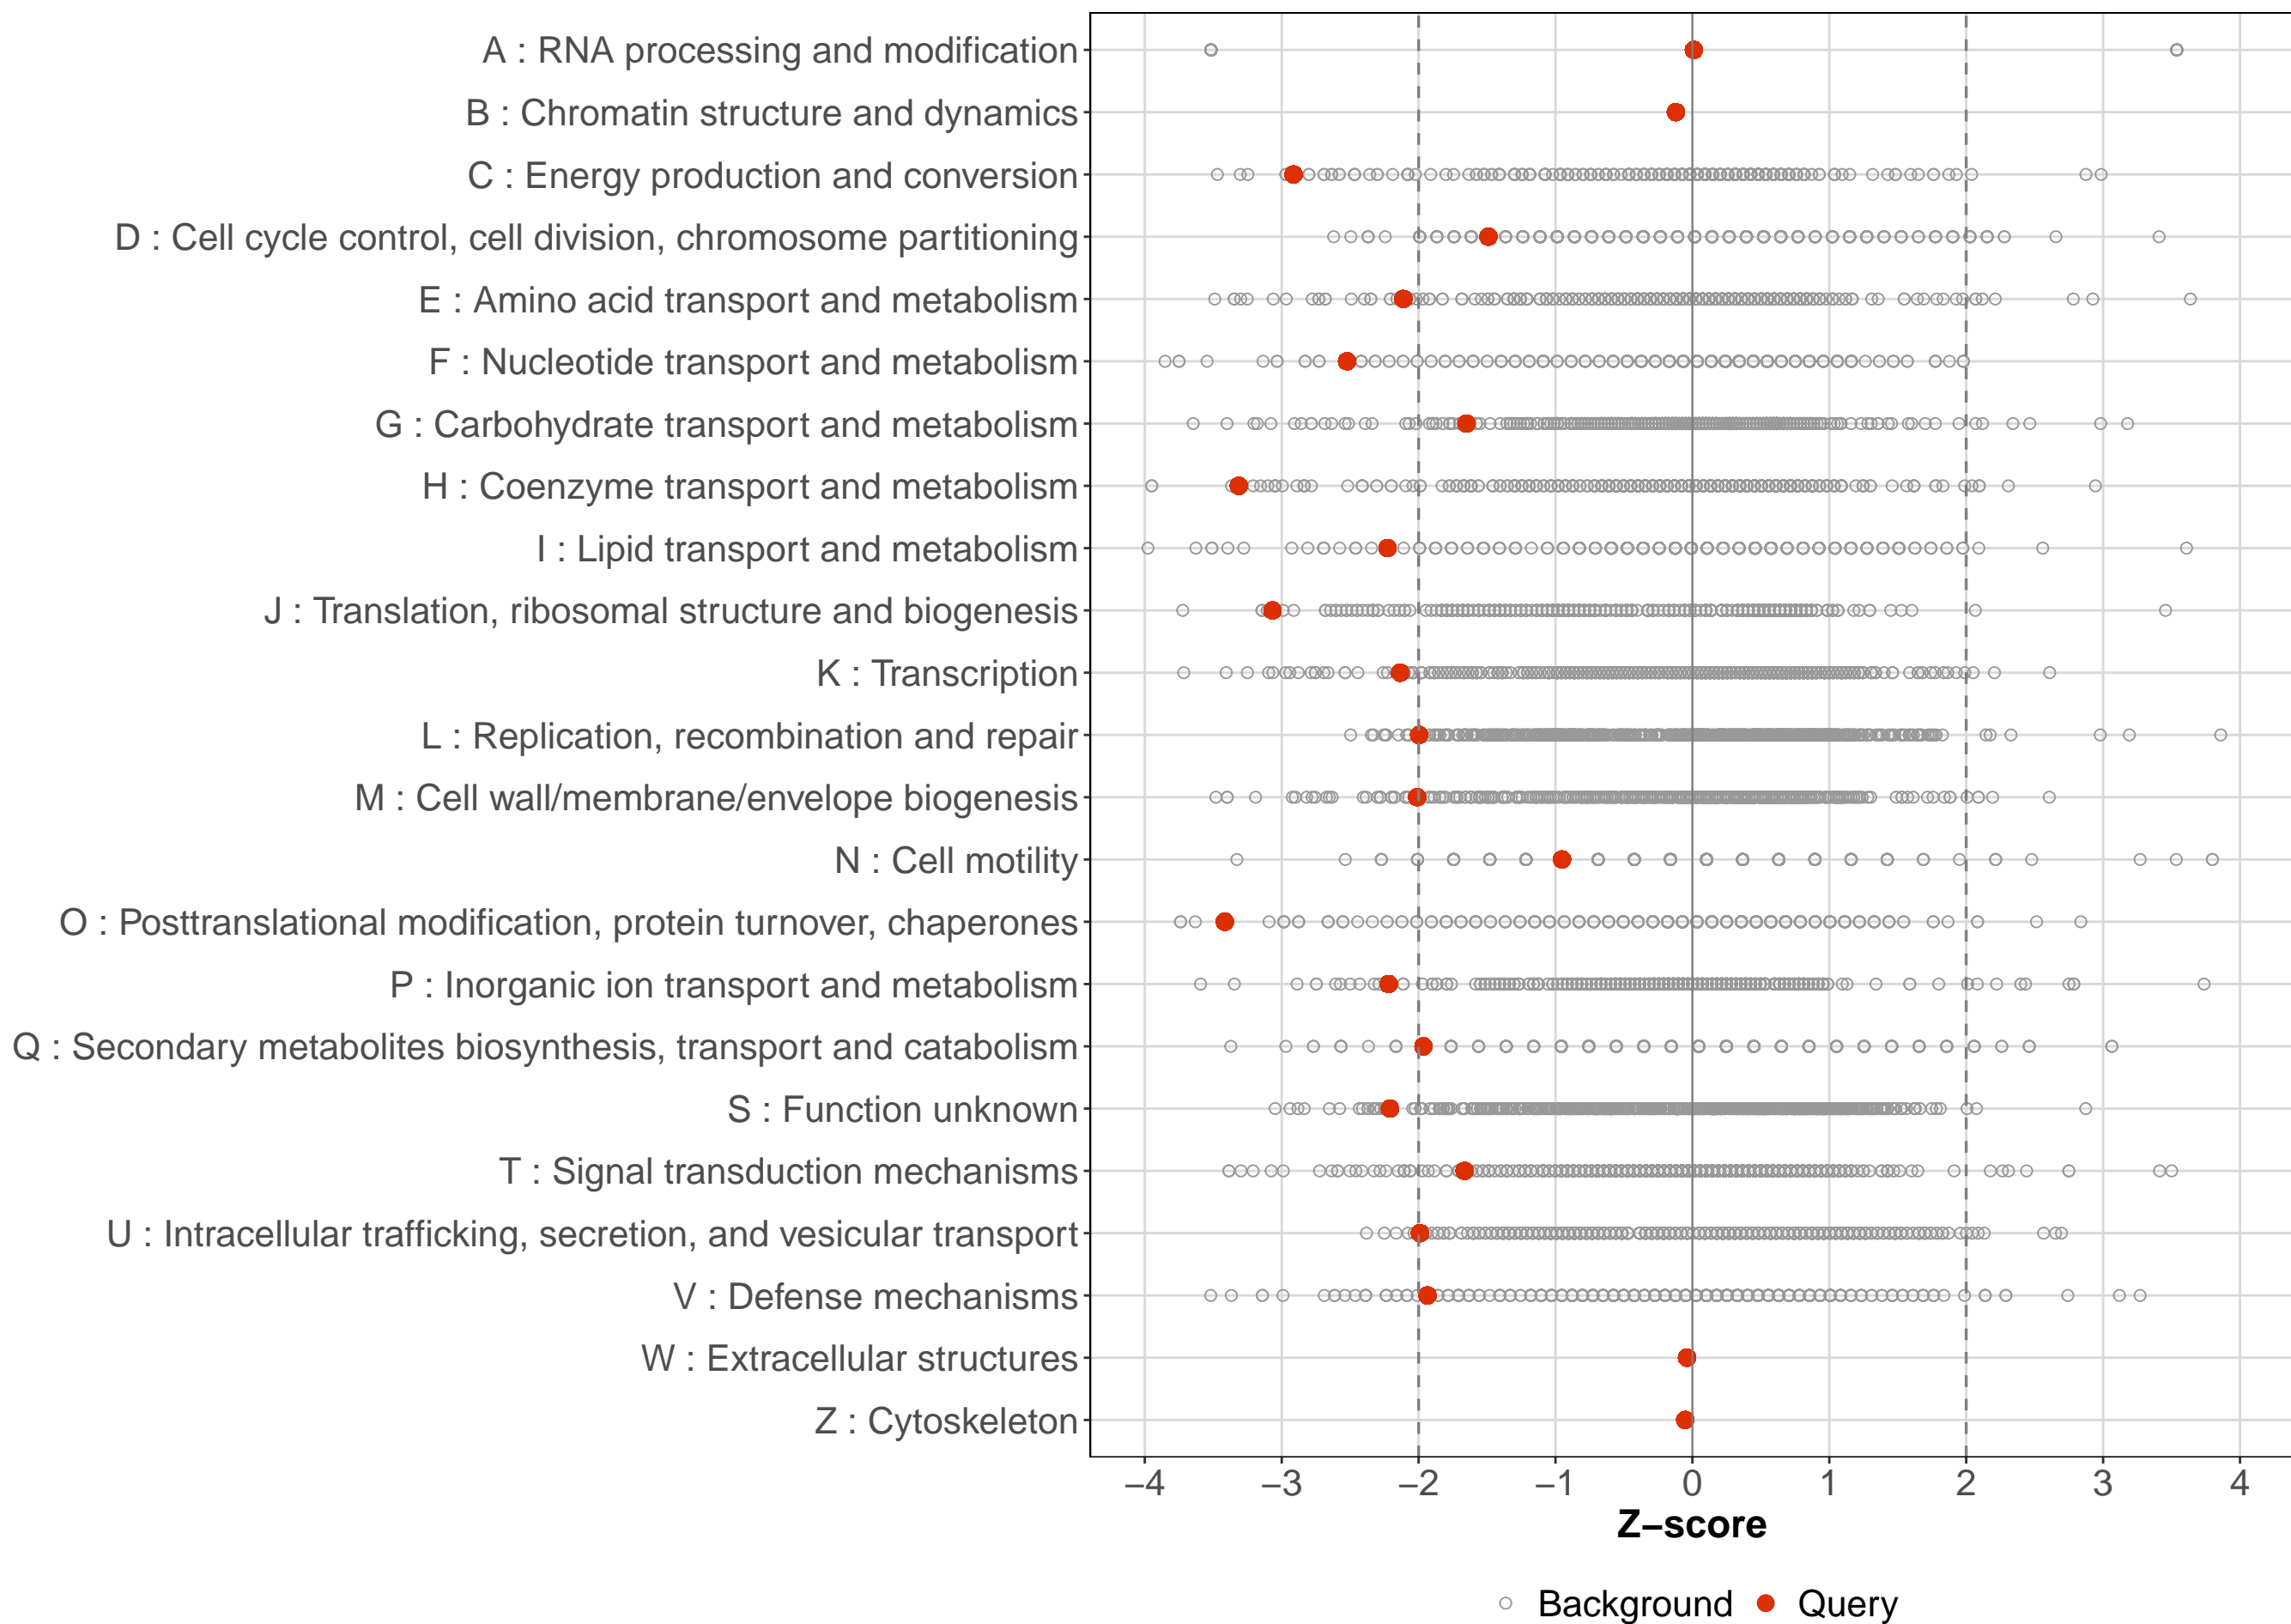 A : RNA processing and modification
B : Chromatin structure and dynamics
C : Energy production and conversion
D : Cell cycle control, cell division, chromosome partitioning
E : Amino acid transport and metabolism
F : Nucleotide transport and metabolism
G : Carbohydrate transport and metabolism
H : Coenzyme transport and metabolism
I : Lipid transport and metabolism
J : Translation, ribosomal structure and biogenesis
K : Transcription
L : Replication, recombination and repair
M : Cell wall/membrane/envelope biogenesis
N : Cell motility
O : Posttranslational modification, protein turnover, chaperones
P : Inorganic ion transport and metabolism
Q : Secondary metabolites biosynthesis, transport and catabolism
S : Function unknown
T : Signal transduction mechanisms
U : Intracellular trafficking, secretion, and vesicular transport
V : Defense mechanisms
W : Extracellular structures
Z : Cytoskeleton
−4 −3 −2 −1 0 1 2 3 4
Z−score
Background Query